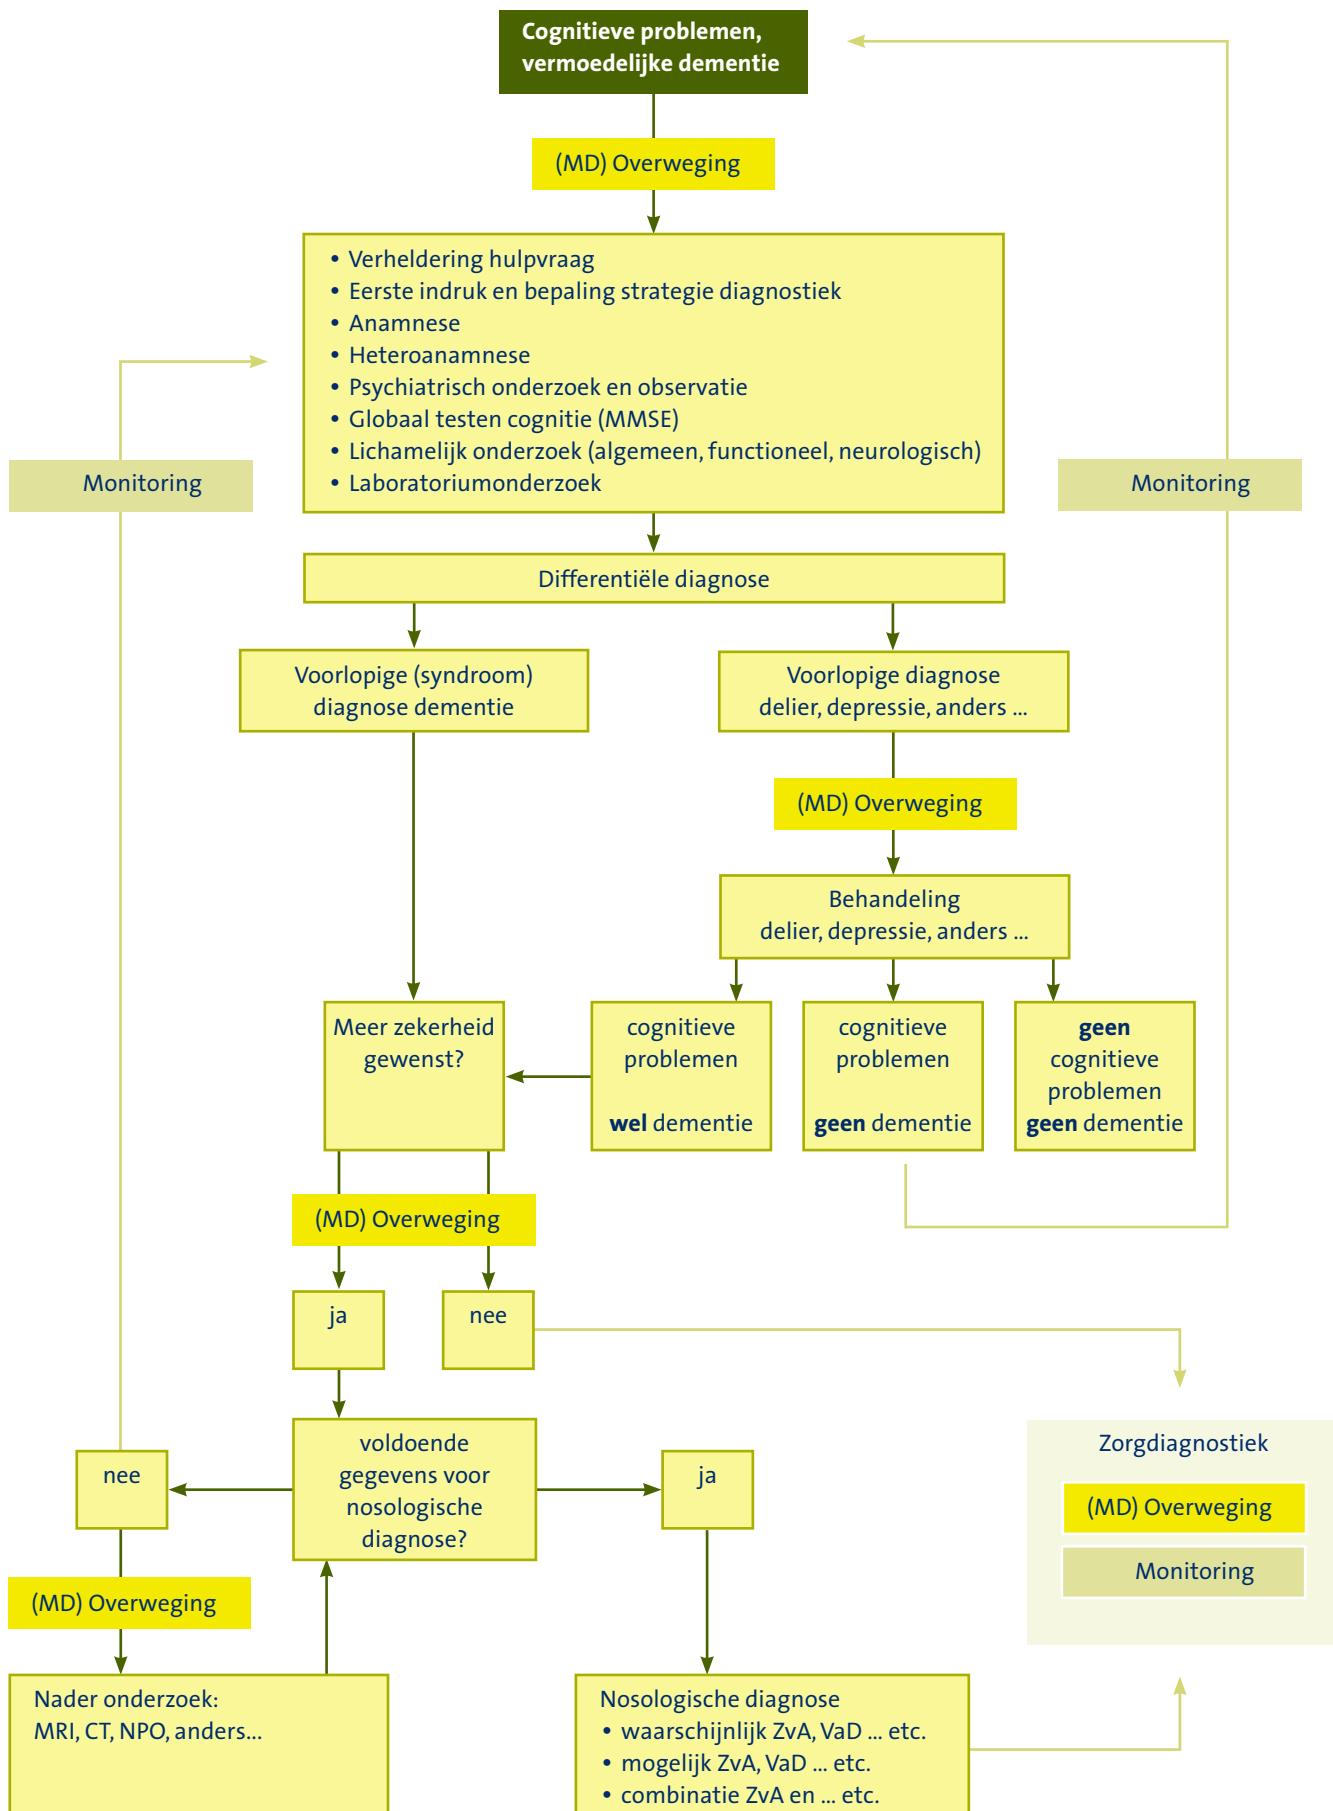 Cognitieve problemen,
vermoedelijke dementie
(MD) Overweging
• Verheldering hulpvraag
• Eerste indruk en bepaling strategie diagnostiek
• Anamnese
• Heteroanamnese
• Psychiatrisch onderzoek en observatie
• Globaal testen cognitie (MMSE)
• Lichamelijk onderzoek (algemeen, functioneel, neurologisch)
• Laboratoriumonderzoek
Monitoring
Monitoring
Differentiële diagnose
Voorlopige (syndroom)
diagnose dementie
Voorlopige diagnose
delier, depressie, anders ...
(MD) Overweging
Behandeling
delier, depressie, anders ...
Meer zekerheid
gewenst?
cognitieve
problemen
wel dementie
cognitieve
problemen
geen dementie
geen
cognitieve
problemen
geen dementie
(MD) Overweging
ja
nee
nee
voldoende
gegevens voor
nosologische
diagnose?
ja
Zorgdiagnostiek
(MD) Overweging
Monitoring
(MD) Overweging
Nader onderzoek:
MRI, CT, NPO, anders...
Nosologische diagnose
• waarschijnlijk ZvA, VaD ... etc.
• mogelijk ZvA, VaD ... etc.
• combinatie ZvA en ... etc.